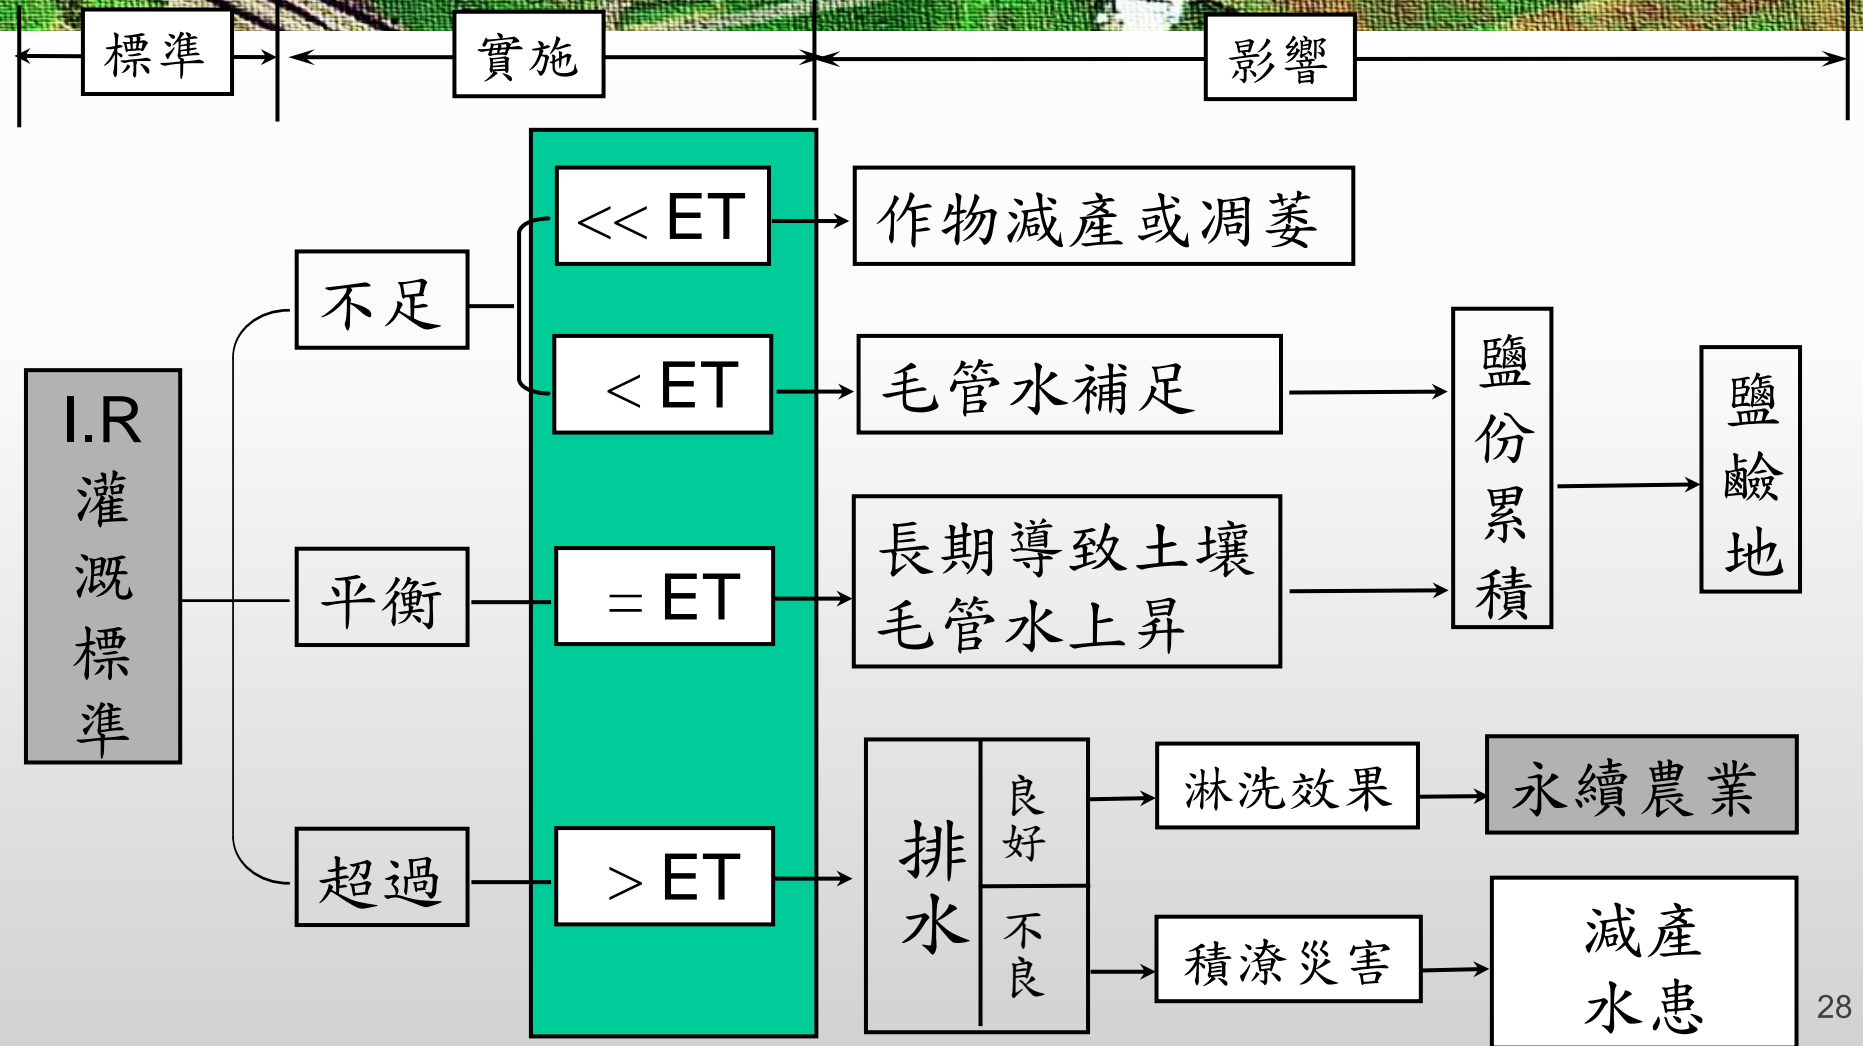 標準
實施
影響
I.R
灌
溉
標
準
不足
<< ET
作物減產或凋萎
< ET
毛管水補足
平衡
= ET
長期導致土壤
毛管水上昇
鹽
份
累
積
鹽
鹼
地
超過
> ET
排
水
良
好
淋洗效果
永續農業
不
良
積潦災害
減產
水患
28